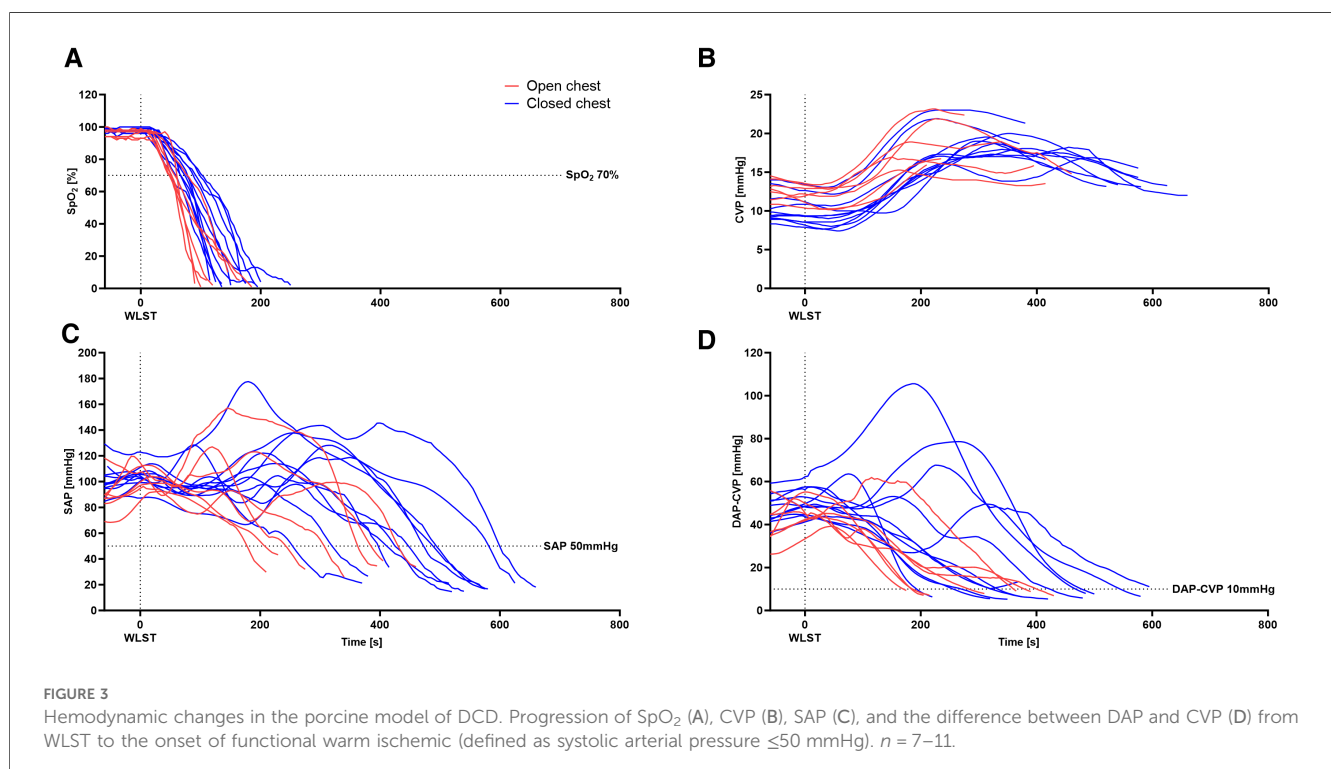 A
B
Open chest
Closed chest
120
100
80
60
40
20
0
SpO₂ [%]
SpO₂ 70%
0
200
400
600
800
WLST
25
20
15
10
5
0
CVP [mmHg]
0
200
400
600
800
WLST
C
D
200
180
160
140
120
100
80
60
40
20
0
SAP [mmHg]
SAP 50mmHg
0
200
400
600
800
WLST
Time [s]
120
100
80
60
40
20
0
DAP-CVP [mmHg]
DAP-CVP 10mmHg
0
200
400
600
800
WLST
Time [s]
FIGURE 3
Hemodynamic changes in the porcine model of DCD. Progression of SpO₂ (A), CVP (B), SAP (C), and the difference between DAP and CVP (D) from
WLST to the onset of functional warm ischemic (defined as systolic arterial pressure ≤50 mmHg). n = 7–11.